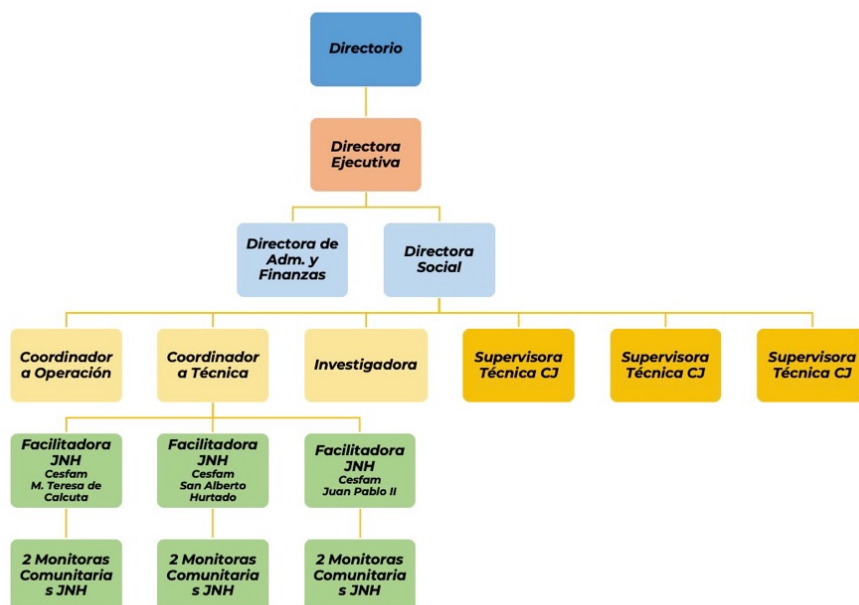 Directorio
Directora
Ejecutiva
Directora de
Adm. y
Finanzas
Directora
Social
Coordinador
a Operación
Coordinador
a Técnica
Investigadora
Supervisora
Técnica CJ
Supervisora
Técnica CJ
Supervisora
Técnica CJ
Facilitadora
JNH
Cesfam
M. Teresa de
Calcuta
Facilitadora
JNH
Cesfam
San Alberto
Hurtado
Facilitadora
JNH
Cesfam
Juan Pablo II
2 Monitoras
Comunitaria
s JNH
2 Monitoras
Comunitaria
s JNH
2 Monitoras
Comunitaria
s JNH